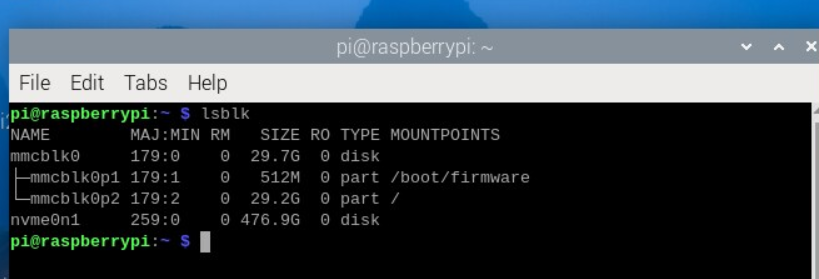 pi@raspberrypi: ~
File Edit Tabs Help
pi@raspberrypi:~ $ lsblk
NAME        MAJ:MIN RM   SIZE RO TYPE MOUNTPOINTS
mmcblk0     179:0    0  29.7G  0 disk
├─mmcblk0p1 179:1    0   512M  0 part /boot/firmware
└─mmcblk0p2 179:2    0  29.2G  0 part /
nvme0n1     259:0    0 476.9G  0 disk
pi@raspberrypi:~ $